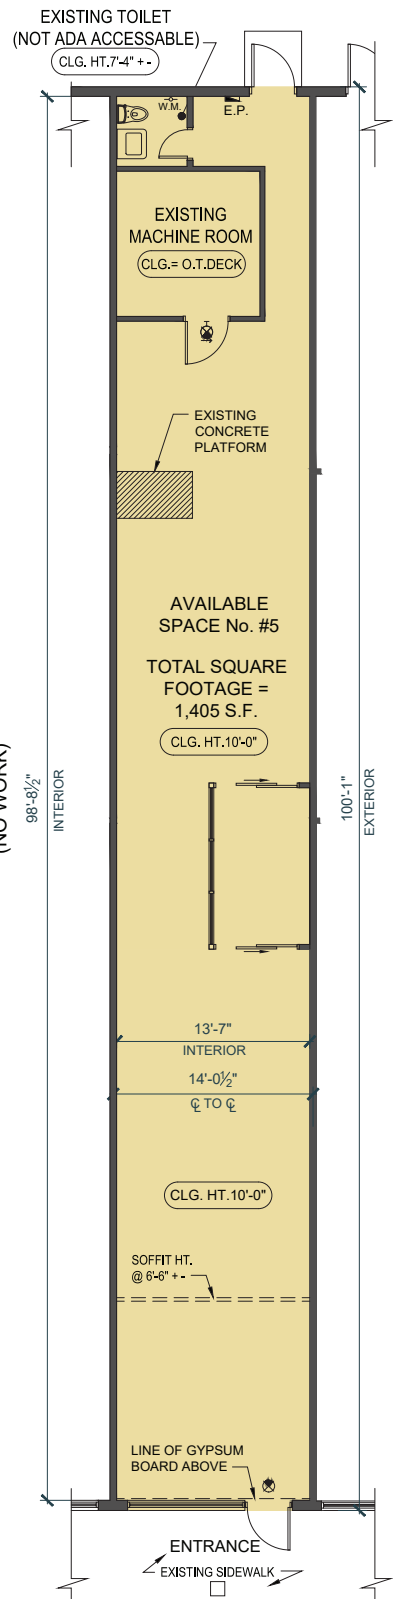 EXISTING TOILET
(NOT ADA ACCESSABLE)
CLG. HT.7'-4" + -
W.M.
E.P.
EXISTING
MACHINE ROOM
CLG.= O.T.DECK
EXISTING
CONCRETE
PLATFORM
AVAILABLE
SPACE No. #5
TOTAL SQUARE
FOOTAGE =
1,405 S.F.
CLG. HT.10'-0"
(NO WORK)
98'-8½"
INTERIOR
100'-1"
EXTERIOR
13'-7"
INTERIOR
14'-0½"
℄ TO ℄
CLG. HT.10'-0"
SOFFIT HT.
@ 6'-6" + -
LINE OF GYPSUM
BOARD ABOVE
ENTRANCE
EXISTING SIDEWALK